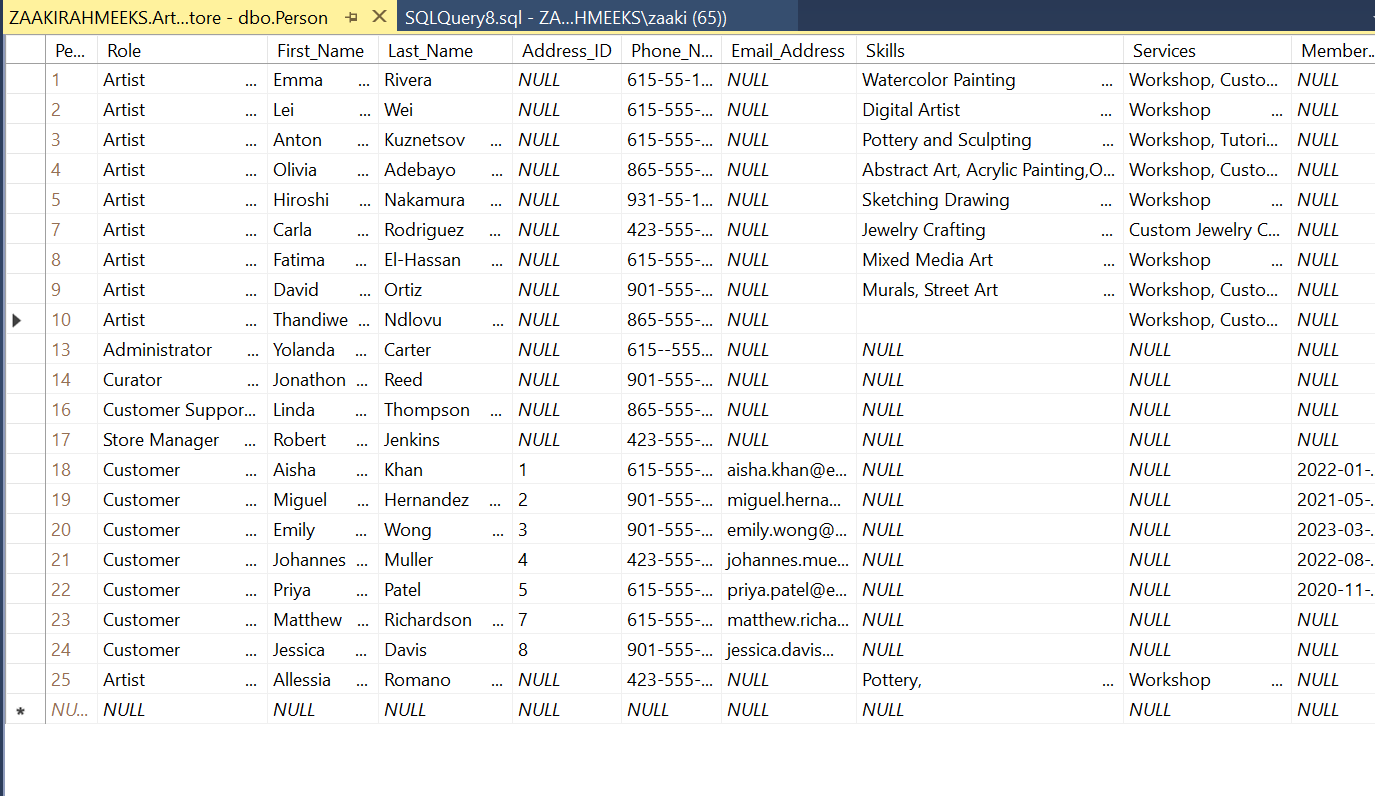 ZAAKIRAHMEEKS.Art...tore - dbo.Person SQLQuery8.sql - ZA...HMEEKS\zaaki (65))
Pe... Role First_Name Last_Name Address_ID Phone_N... Email_Address Skills Services Member...
1 Artist ... Emma ... Rivera NULL 615-55-1... NULL Watercolor Painting ... Workshop, Custo... NULL
2 Artist ... Lei ... Wei NULL 615-555-... NULL Digital Artist ... Workshop ... NULL
3 Artist ... Anton ... Kuznetsov ... NULL 615-555-... NULL Pottery and Sculpting ... Workshop, Tutori... NULL
4 Artist ... Olivia ... Adebayo ... NULL 865-555-... NULL Abstract Art, Acrylic Painting,O... Workshop, Custo... NULL
5 Artist ... Hiroshi ... Nakamura ... NULL 931-55-1... NULL Sketching Drawing ... Workshop ... NULL
7 Artist ... Carla ... Rodriguez ... NULL 423-555-... NULL Jewelry Crafting ... Custom Jewelry C... NULL
8 Artist ... Fatima ... El-Hassan ... NULL 615-555-... NULL Mixed Media Art ... Workshop ... NULL
9 Artist ... David ... Ortiz NULL 901-555-... NULL Murals, Street Art ... Workshop, Custo... NULL
10 Artist ... Thandiwe ... Ndlovu ... NULL 865-555-... NULL Workshop, Custo... NULL
13 Administrator ... Yolanda ... Carter NULL 615--555... NULL NULL NULL NULL
14 Curator ... Jonathon ... Reed NULL 901-555-... NULL NULL NULL NULL
16 Customer Suppor... Linda ... Thompson ... NULL 865-555-... NULL NULL NULL NULL
17 Store Manager ... Robert ... Jenkins NULL 423-555-... NULL NULL NULL NULL
18 Customer ... Aisha ... Khan 1 615-555-... aisha.khan@e... NULL NULL 2022-01-...
19 Customer ... Miguel ... Hernandez ... 2 901-555-... miguel.herna... NULL NULL 2021-05-...
20 Customer ... Emily ... Wong ... 3 901-555-... emily.wong@... NULL NULL 2023-03-...
21 Customer ... Johannes ... Muller 4 423-555-... johannes.mue... NULL NULL 2022-08-...
22 Customer ... Priya ... Patel 5 615-555-... priya.patel@e... NULL NULL 2020-11-...
23 Customer ... Matthew ... Richardson ... 7 615-555-... matthew.richa... NULL NULL NULL
24 Customer ... Jessica ... Davis 8 901-555-... jessica.davis... NULL NULL NULL
25 Artist ... Allessia ... Romano ... NULL 423-555-... NULL Pottery, ... Workshop ... NULL
NU... NULL NULL NULL NULL NULL NULL NULL NULL NULL